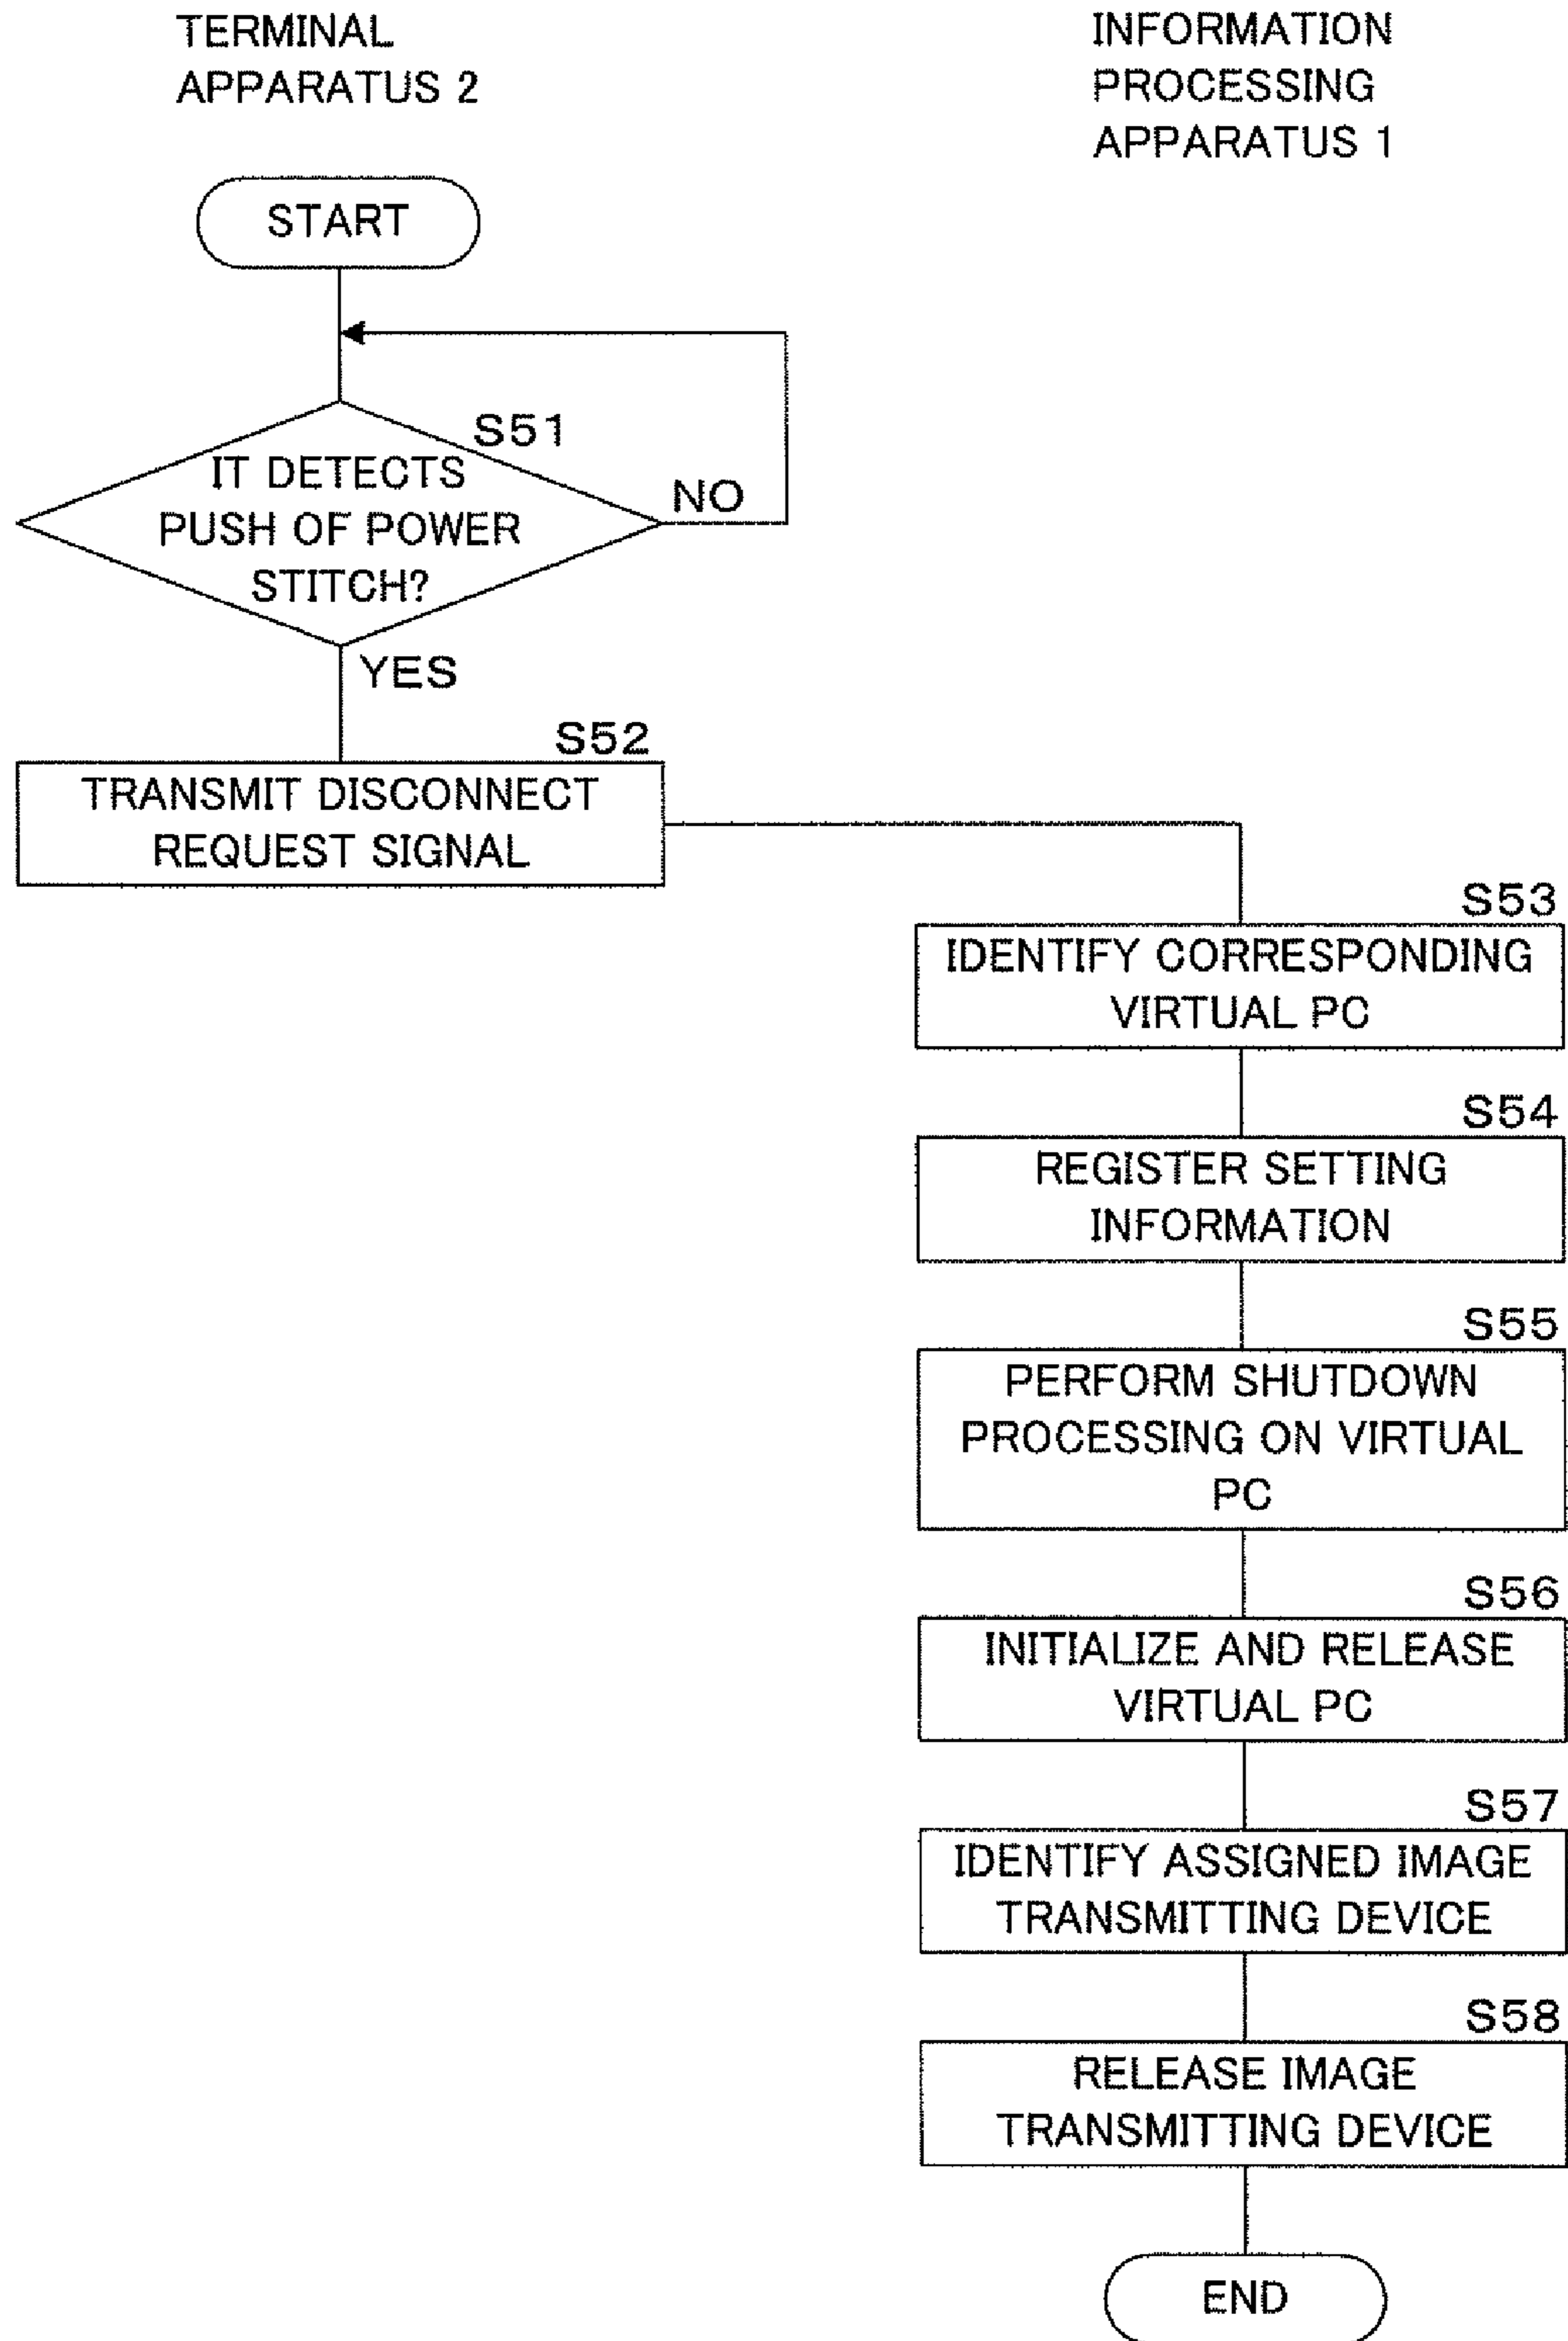 TERMINAL
APPARATUS 2
INFORMATION
PROCESSING
APPARATUS 1
START
S51
IT DETECTS
PUSH OF POWER
STITCH?
NO
YES
S52
TRANSMIT DISCONNECT
REQUEST SIGNAL
S53
IDENTIFY CORRESPONDING
VIRTUAL PC
S54
REGISTER SETTING
INFORMATION
S55
PERFORM SHUTDOWN
PROCESSING ON VIRTUAL
PC
S56
INITIALIZE AND RELEASE
VIRTUAL PC
S57
IDENTIFY ASSIGNED IMAGE
TRANSMITTING DEVICE
S58
RELEASE IMAGE
TRANSMITTING DEVICE
END